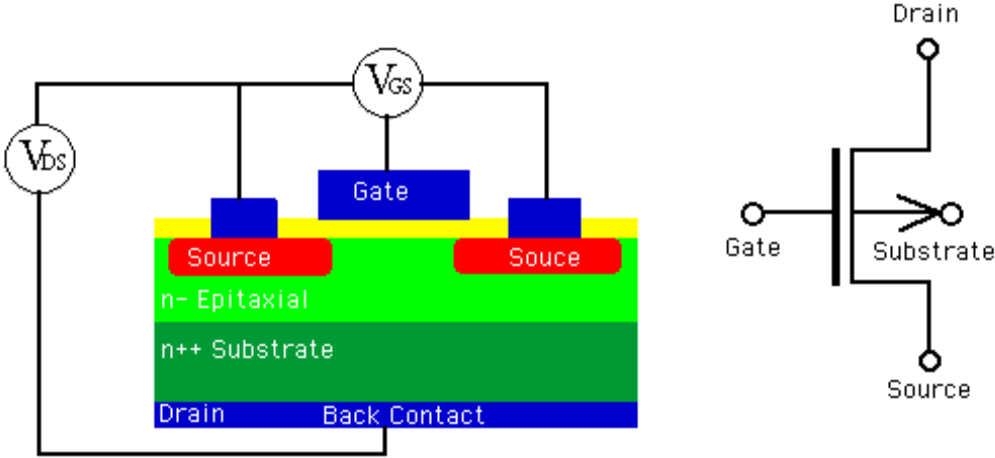 Drain
VGS
VDS
Gate
Source
Souce
Gate
Substrate
n- Epitaxial
n++ Substrate
Source
Drain
Back Contact